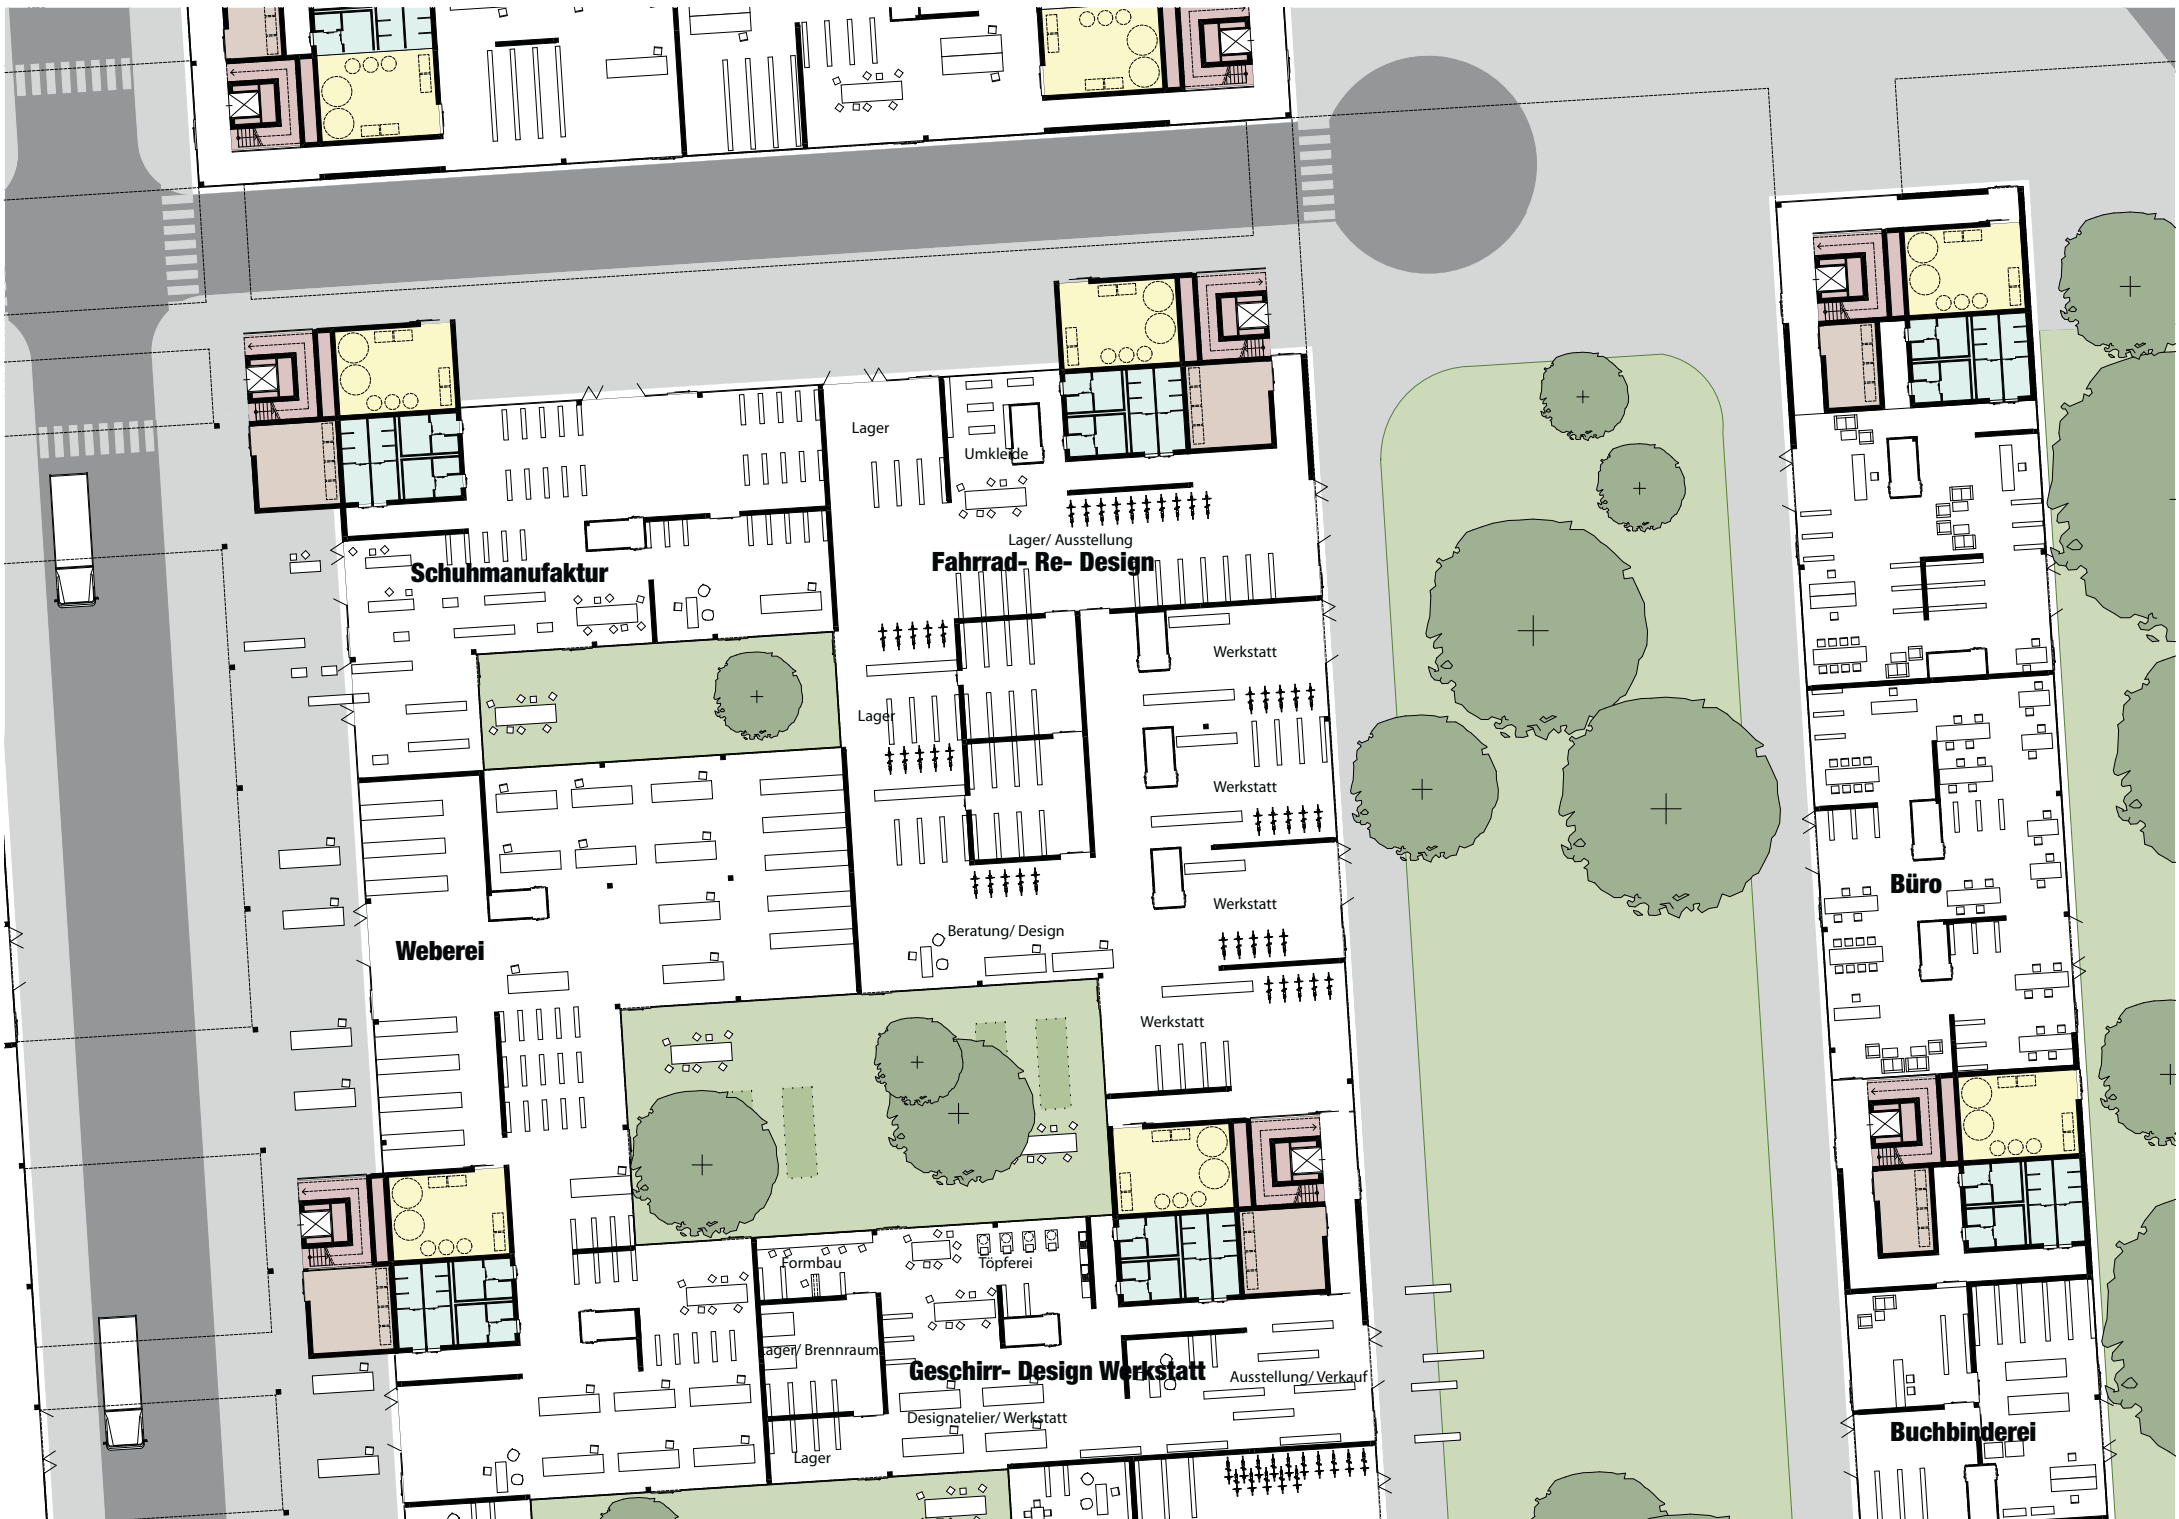 Lager
Umkleide
Lager/ Ausstellung
Fahrrad- Re- Design
Schuhmanufaktur
Werkstatt
Lager
Werkstatt
Büro
Werkstatt
Beratung/ Design
Weberei
Werkstatt
Formbau
Töpferei
Lager/ Brennraum
Geschirr- Design Werkstatt
Ausstellung/ Verkauf
Designatelier/ Werkstatt
Buchbinderei
Lager